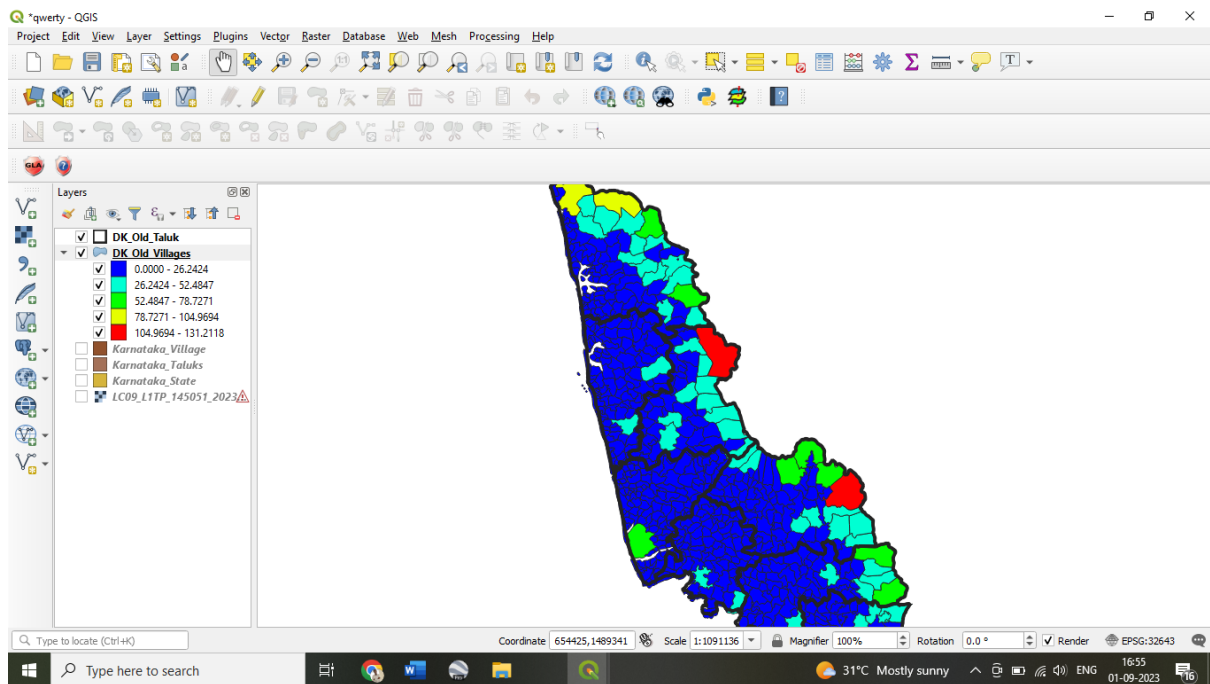 *qwerty - QGIS
Project Edit View Layer Settings Plugins Vector Raster Database Web Mesh Processing Help
GLA
Layers
DK_Old_Taluk
DK_Old_Villages
0.0000 - 26.2424
26.2424 - 52.4847
52.4847 - 78.7271
78.7271 - 104.9694
104.9694 - 131.2118
Karnataka_Village
Karnataka_Taluks
Karnataka_State
LC09_L1TP_145051_2023
Type to locate (Ctrl+K) Coordinate 654425,1489341 Scale 1:1091136 Magnifier 100% Rotation 0.0 ° Render EPSG:32643
Type here to search 31°C Mostly sunny ENG 16:55
01-09-2023 16